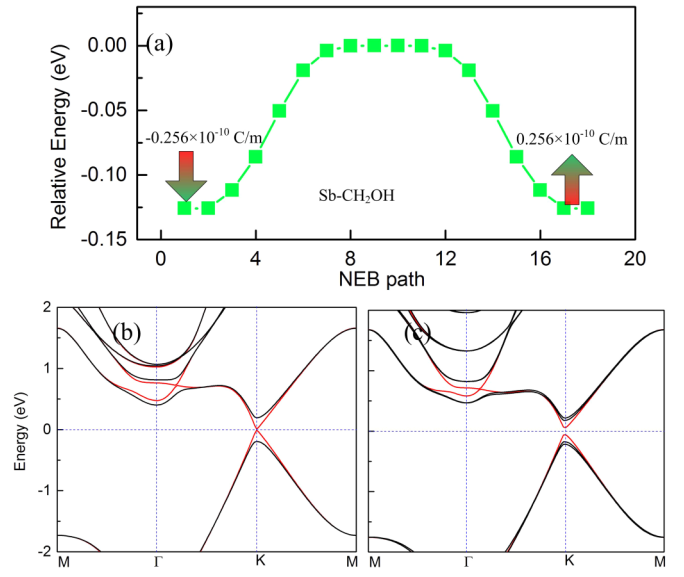 (a)
0.00
-0.05
-0.10
-0.15
Relative Energy (eV)
-0.256×10⁻¹⁰ C/m
0.256×10⁻¹⁰ C/m
Sb-CH₂OH
0 4 8 12 16 20
NEB path
(b)
(c)
2
1
0
-1
-2
Energy (eV)
M Γ K M
M Γ K M